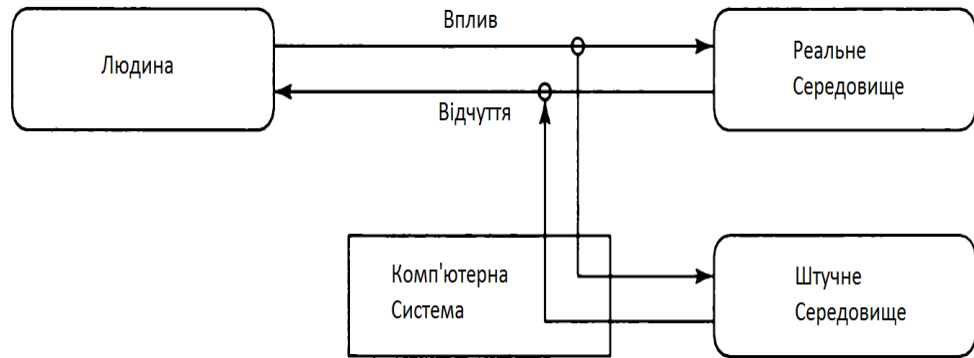 Вплив
Людина
Реальне
Середовище
Відчуття
Комп'ютерна
Система
Штучне
Середовище